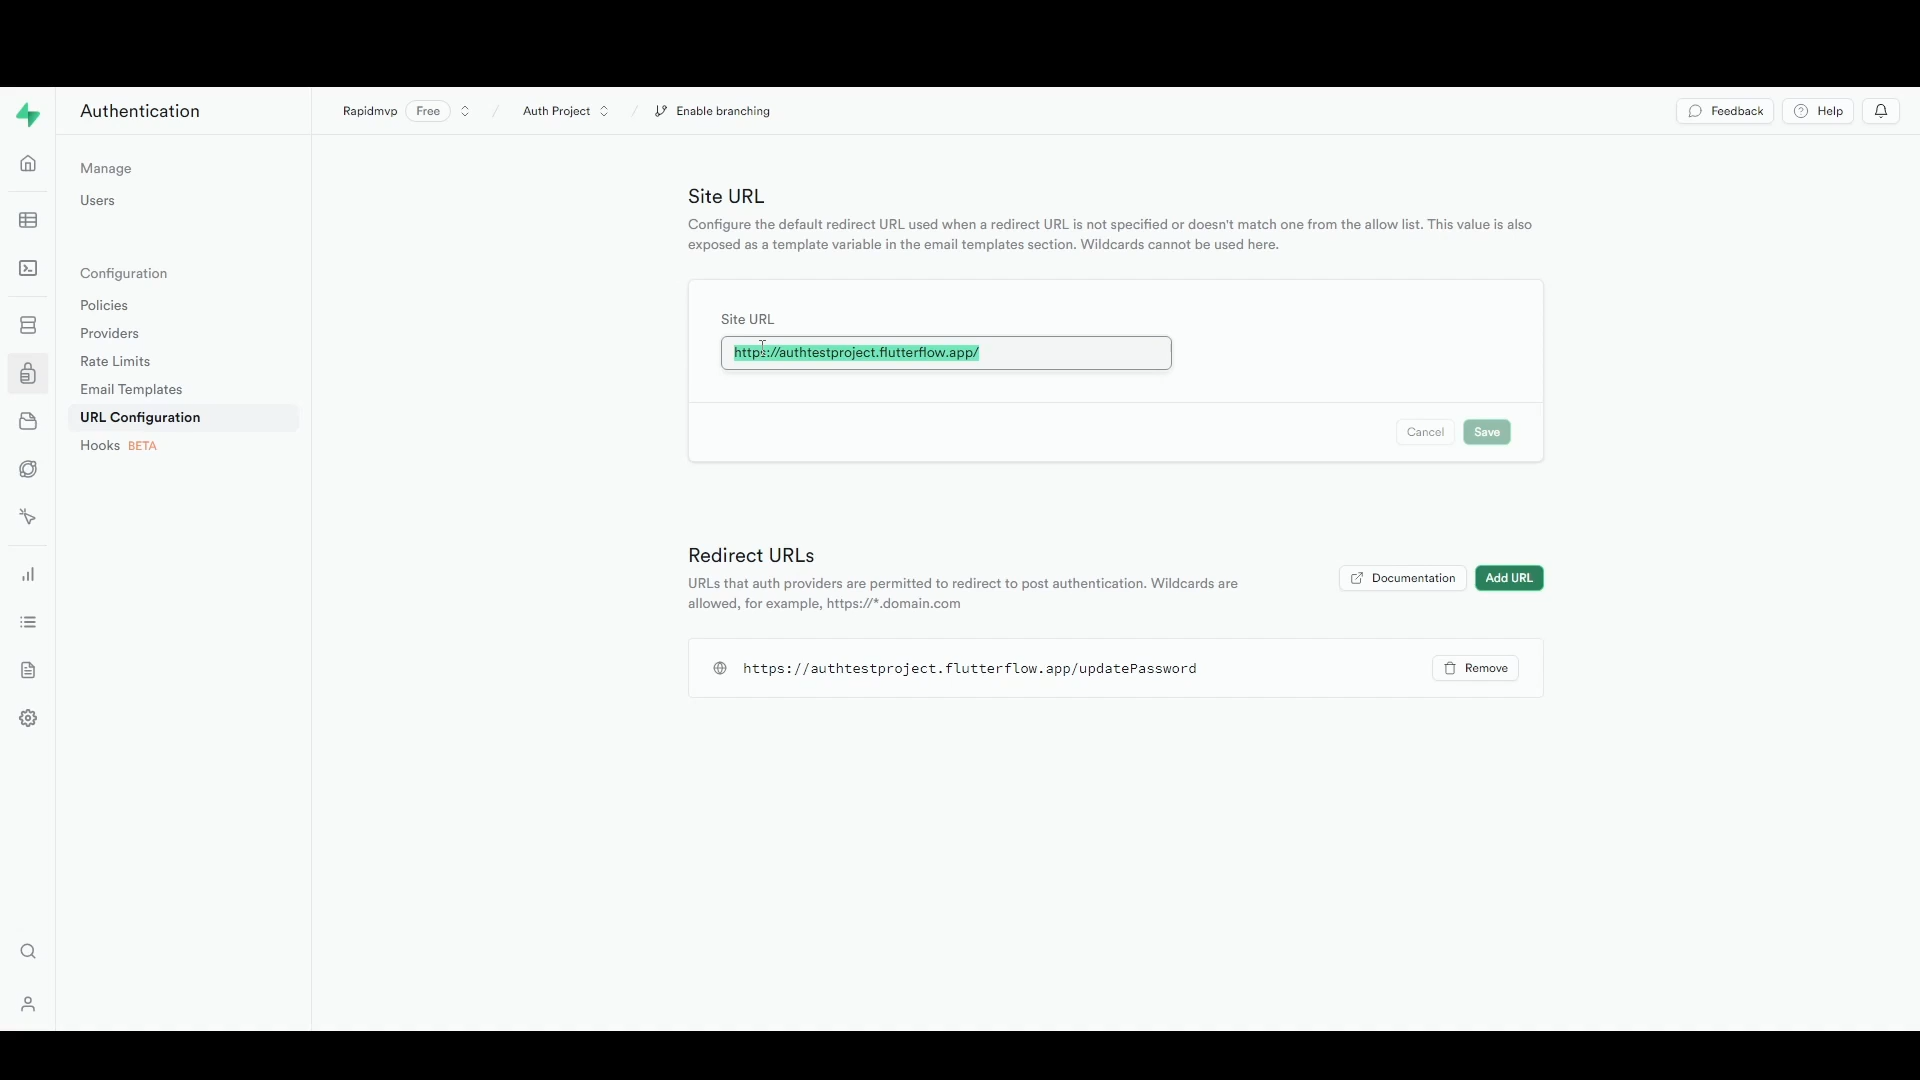 Authentication
Rapidmvp Free / Auth Project / Enable branching
Feedback
Help
Manage
Users
Configuration
Policies
Providers
Rate Limits
Email Templates
URL Configuration
Hooks BETA
Site URL
Configure the default redirect URL used when a redirect URL is not specified or doesn't match one from the allow list. This value is also
exposed as a template variable in the email templates section. Wildcards cannot be used here.
Site URL
https://authtestproject.flutterflow.app/
Cancel
Save
Redirect URLs
URLs that auth providers are permitted to redirect to post authentication. Wildcards are
allowed, for example, https://*.domain.com
Documentation
Add URL
https://authtestproject.flutterflow.app/updatePassword
Remove